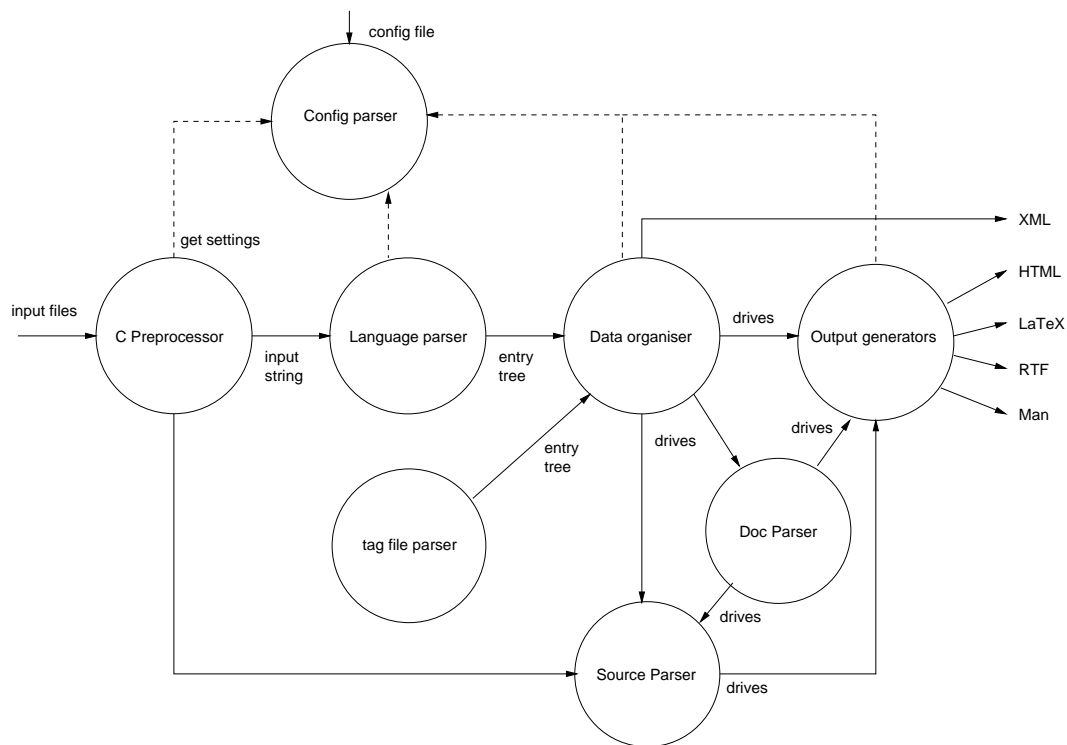 config file
Config parser
get settings
XML
HTML
input files
C Preprocessor
input
string
Language parser
entry
tree
Data organiser
drives
Output generators
LaTeX
RTF
Man
drives
drives
entry
tree
tag file parser
Doc Parser
drives
Source Parser
drives